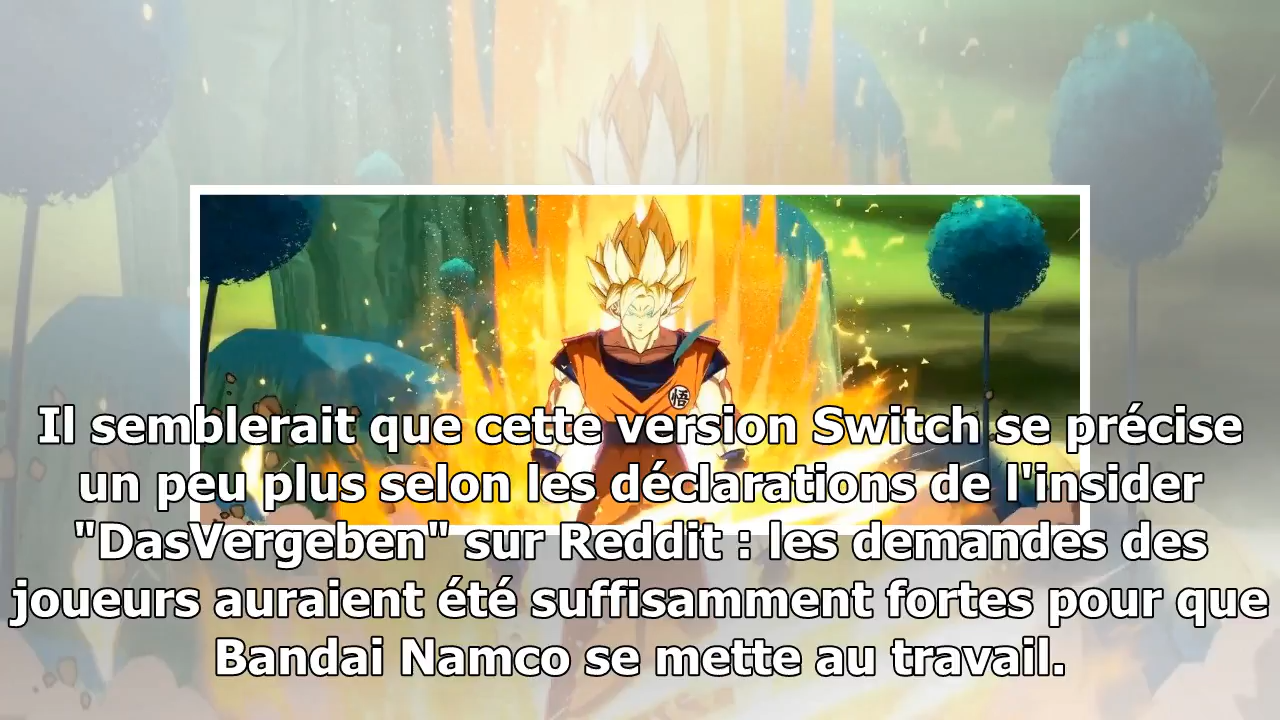 悟
Il semblerait que cette version Switch se précise
un peu plus selon les déclarations de l'insider
"DasVergeben" sur Reddit : les demandes des
joueurs auraient été suffisamment fortes pour que
Bandai Namco se mette au travail.